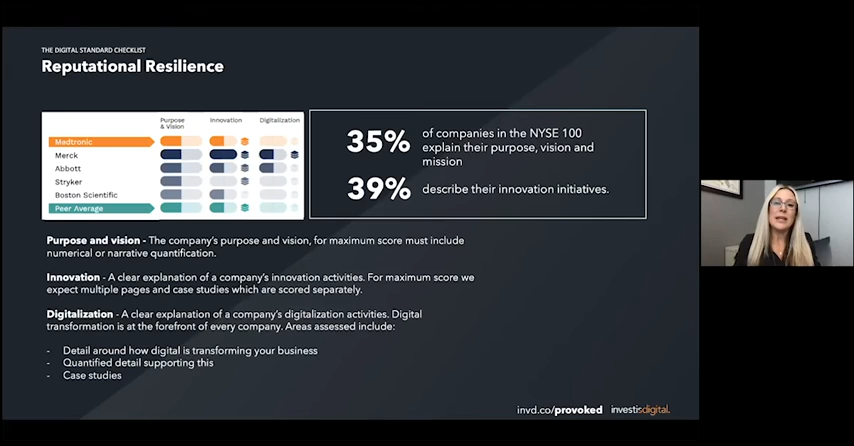 THE DIGITAL STANDARD CHECKLIST
Reputational Resilience
Purpose
& Vision
Innovation
Digitalization
Medtronic
Merck
Abbott
Stryker
Boston Scientific
Peer Average
35% of companies in the NYSE 100
explain their purpose, vision and
mission
39% describe their innovation initiatives.
Purpose and vision - The company's purpose and vision, for maximum score must include
numerical or narrative quantification.
Innovation - A clear explanation of a company's innovation activities. For maximum score we
expect multiple pages and case studies which are scored separately.
Digitalization - A clear explanation of a company's digitalization activities. Digital
transformation is at the forefront of every company. Areas assessed include:
- Detail around how digital is transforming your business
- Quantified detail supporting this
- Case studies
invd.co/provoked investisdigital.